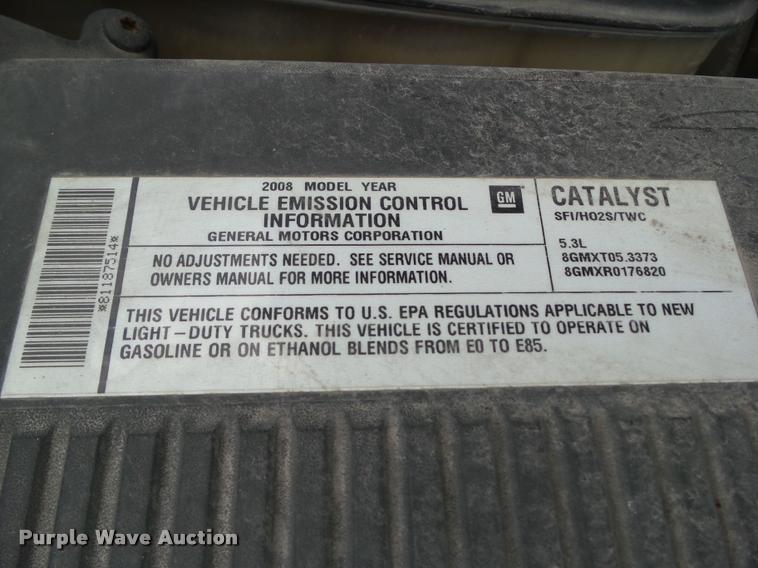 *81187514*
2008 MODEL YEAR
VEHICLE EMISSION CONTROL
INFORMATION
GENERAL MOTORS CORPORATION
GM
CATALYST
SFI/HO2S/TWC
5.3L
8GMXT05.3373
8GMXR0176820
NO ADJUSTMENTS NEEDED. SEE SERVICE MANUAL OR
OWNERS MANUAL FOR MORE INFORMATION.
THIS VEHICLE CONFORMS TO U.S. EPA REGULATIONS APPLICABLE TO NEW
LIGHT-DUTY TRUCKS. THIS VEHICLE IS CERTIFIED TO OPERATE ON
GASOLINE OR ON ETHANOL BLENDS FROM E0 TO E85.
Purple Wave Auction